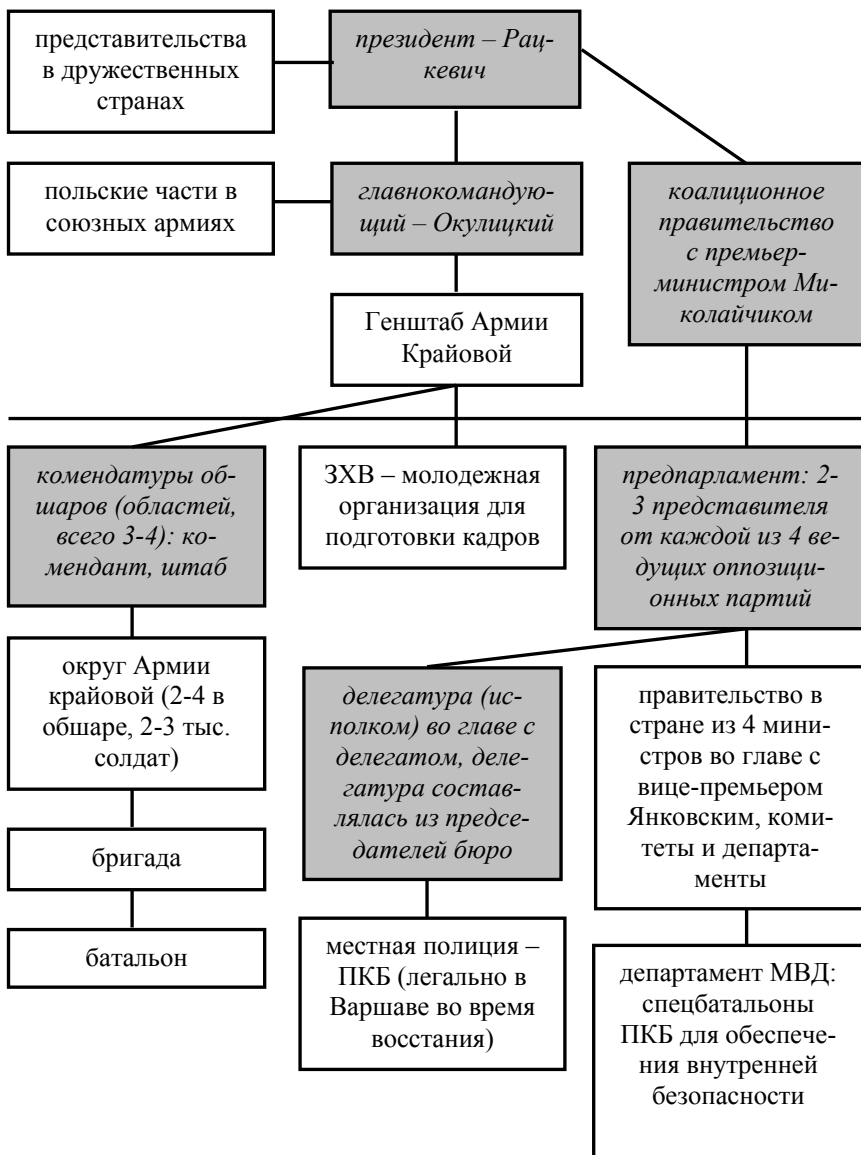 представительства
в дружественных
странах
президент – Рац-
кевич
польские части в
союзных армиях
главнокомандую-
щий – Окулицкий
коалиционное
правительство
с премьер-
министром Ми-
колайчиком
Генштаб Армии
Крайовой
комендатуры об-
шаров (областей,
всего 3-4): ко-
мендант, штаб
ЗХВ – молодежная
организация для
подготовки кадров
предпарламент: 2-
3 представителя
от каждой из 4 ве-
дущих оппозици-
онных партий
округ Армии
крайовой (2-4 в
обшаре, 2-3 тыс.
солдат)
делегатура (ис-
полком) во главе с
делегатом, деле-
гатура состав-
лялась из предсе-
дателей бюро
правительство в
стране из 4 мини-
стров во главе с
вице-премьером
Янковским, коми-
теты и департа-
менты
бригада
батальон
местная полиция –
ПКБ (легально в
Варшаве во время
восстания)
департамент МВД:
спецбатальоны
ПКБ для обеспече-
ния внутренней
безопасности